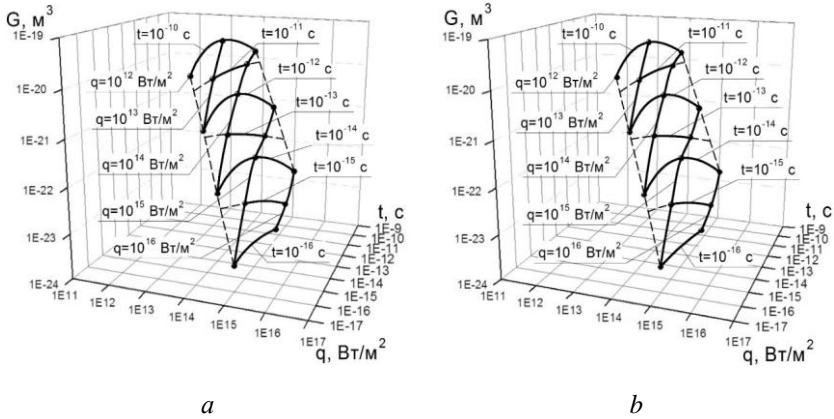 G, м³
1E-19
1E-20
1E-21
1E-22
1E-23
1E-24
t=10⁻¹⁰ с
t=10⁻¹¹ с
t=10⁻¹² с
t=10⁻¹³ с
t=10⁻¹⁴ с
t=10⁻¹⁵ с
t=10⁻¹⁶ с
q=10¹² Вт/м²
q=10¹³ Вт/м²
q=10¹⁴ Вт/м²
q=10¹⁵ Вт/м²
q=10¹⁶ Вт/м²
t, с
1E-9
1E-10
1E-11
1E-12
1E-13
1E-14
1E-15
1E-16
1E-17
1E11
1E12
1E13
1E14
1E15
1E16
1E17
q, Вт/м²
a
G, м³
1E-19
1E-20
1E-21
1E-22
1E-23
1E-24
t=10⁻¹⁰ с
t=10⁻¹¹ с
t=10⁻¹² с
t=10⁻¹³ с
t=10⁻¹⁴ с
t=10⁻¹⁵ с
t=10⁻¹⁶ с
q=10¹² Вт/м²
q=10¹³ Вт/м²
q=10¹⁴ Вт/м²
q=10¹⁵ Вт/м²
q=10¹⁶ Вт/м²
t, с
1E-9
1E-10
1E-11
1E-12
1E-13
1E-14
1E-15
1E-16
1E-17
1E11
1E12
1E13
1E14
1E15
1E16
1E17
q, Вт/м²
b